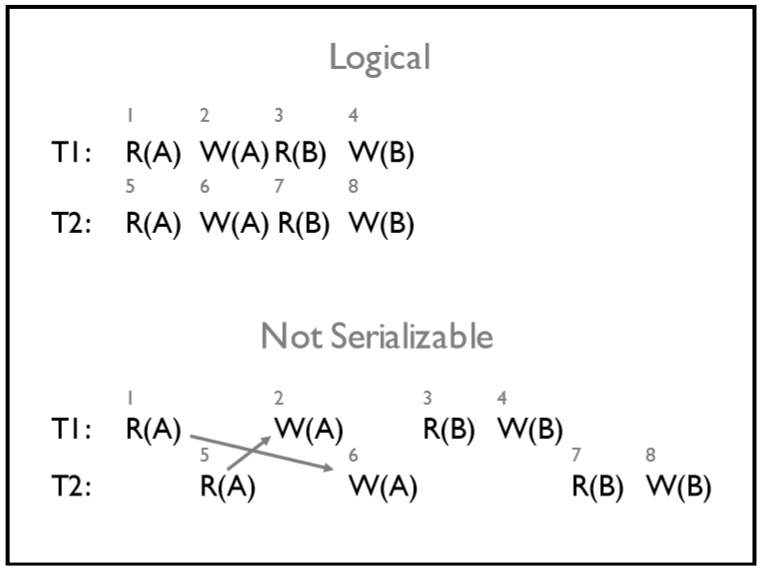 Logical
1 2 3 4
T1: R(A) W(A) R(B) W(B)
5 6 7 8
T2: R(A) W(A) R(B) W(B)
Not Serializable
1 2 3 4
T1: R(A) W(A) R(B) W(B)
5 6 7 8
T2: R(A) W(A) R(B) W(B)